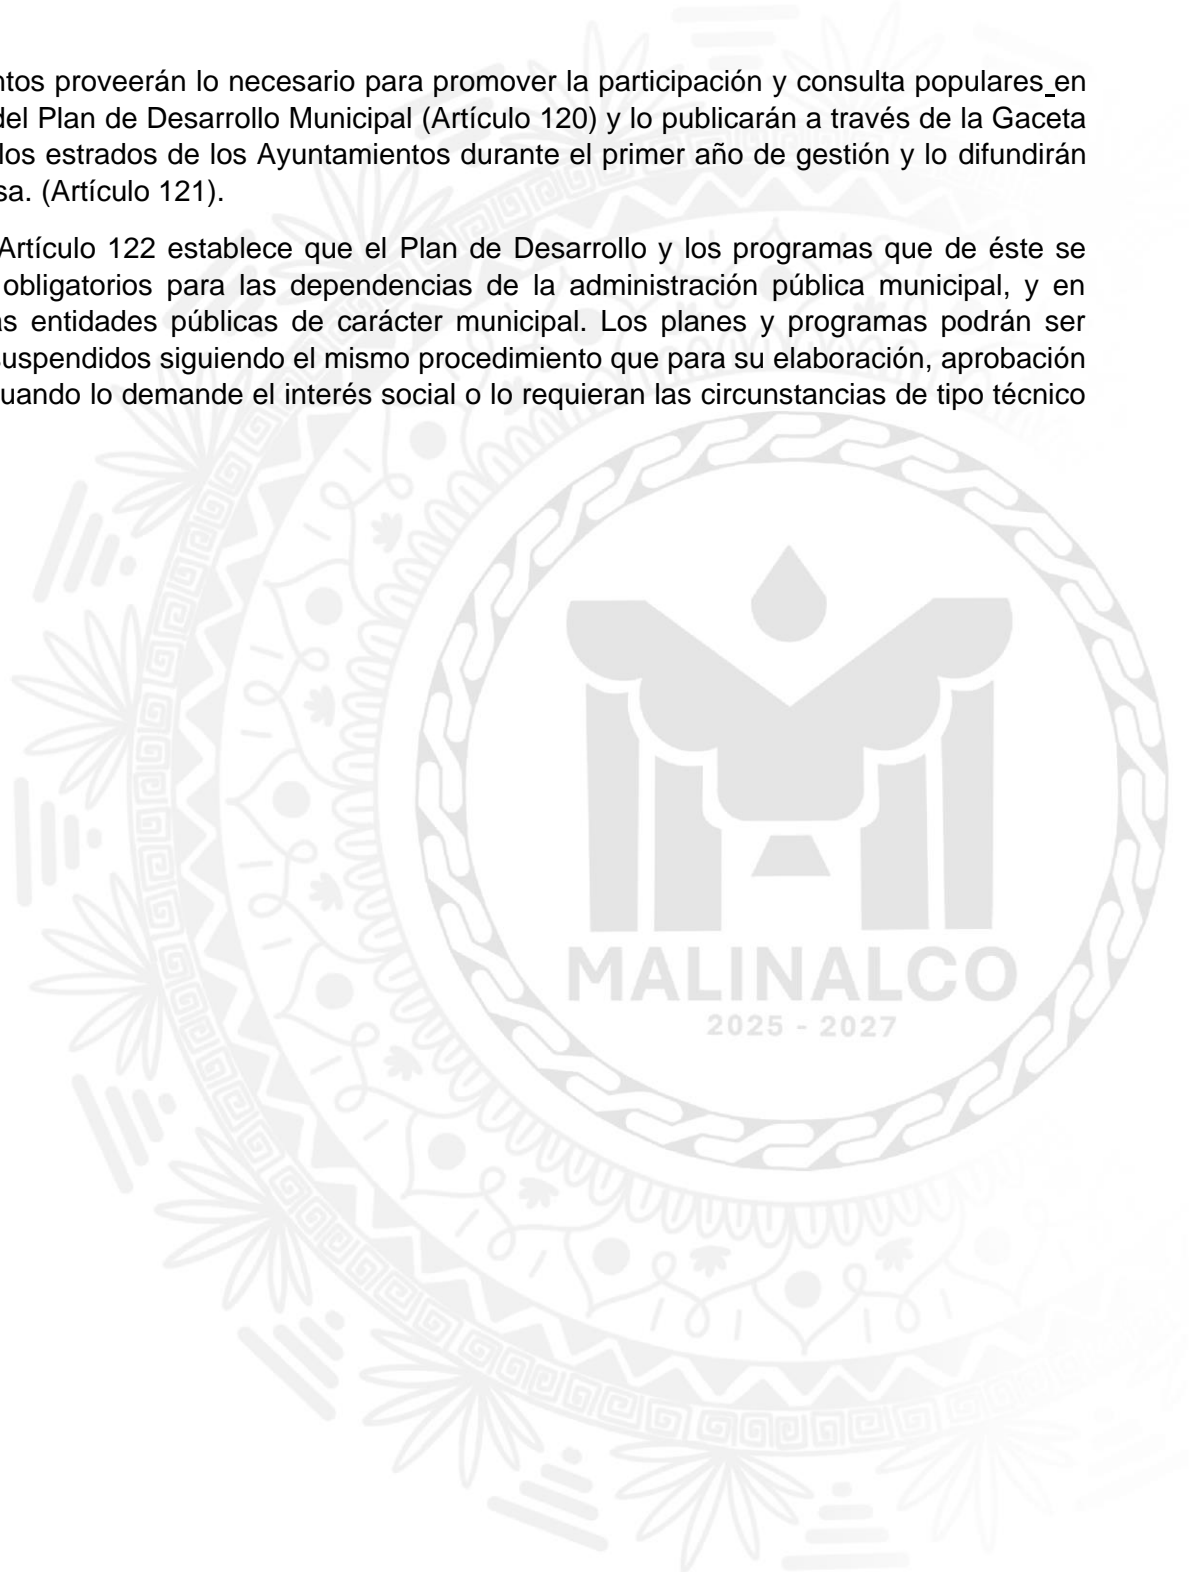 ntos proveerán lo necesario para promover la participación y consulta populares en
del Plan de Desarrollo Municipal (Artículo 120) y lo publicarán a través de la Gaceta
los estrados de los Ayuntamientos durante el primer año de gestión y lo difundirán
sa. (Artículo 121).
Artículo 122 establece que el Plan de Desarrollo y los programas que de éste se
obligatorios para las dependencias de la administración pública municipal, y en
as entidades públicas de carácter municipal. Los planes y programas podrán ser
suspendidos siguiendo el mismo procedimiento que para su elaboración, aprobación
uando lo demande el interés social o lo requieran las circunstancias de tipo técnico
MALINALCO
2025 - 2027